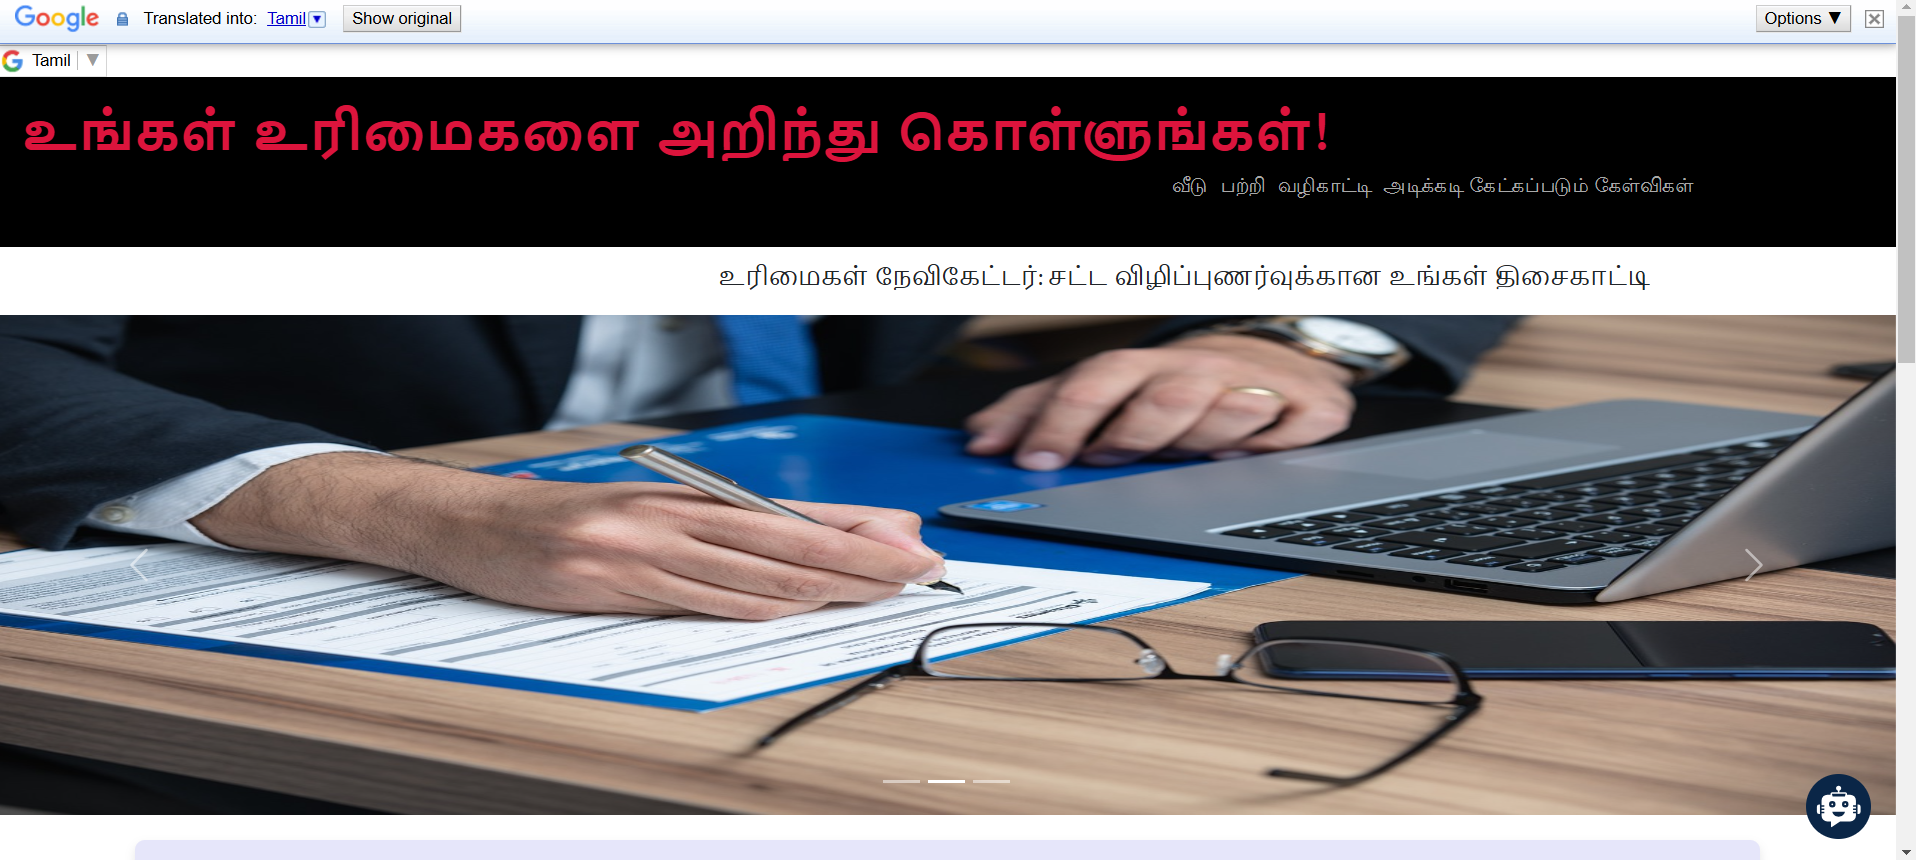 Google Translated into: Tamil Show original Options ▼
Tamil ▼
உங்கள் உரிமைகளை அறிந்து கொள்ளுங்கள்!
வீடு பற்றி வழிகாட்டி அடிக்கடி கேட்கப்படும் கேள்விகள்
உரிமைகள் நேவிகேட்டர்: சட்ட விழிப்புணர்வுக்கான உங்கள் திசைகாட்டி